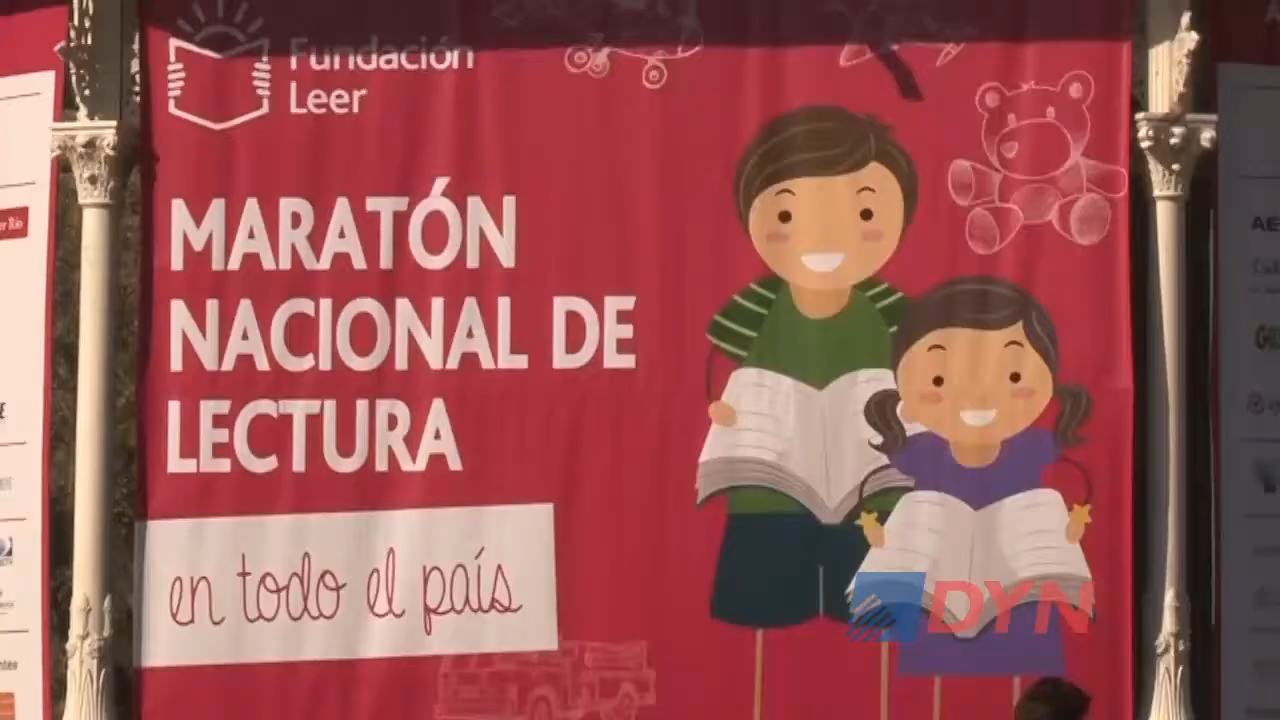 Fundación
Leer
MARATÓN
NACIONAL DE
LECTURA
en todo el país
DYN